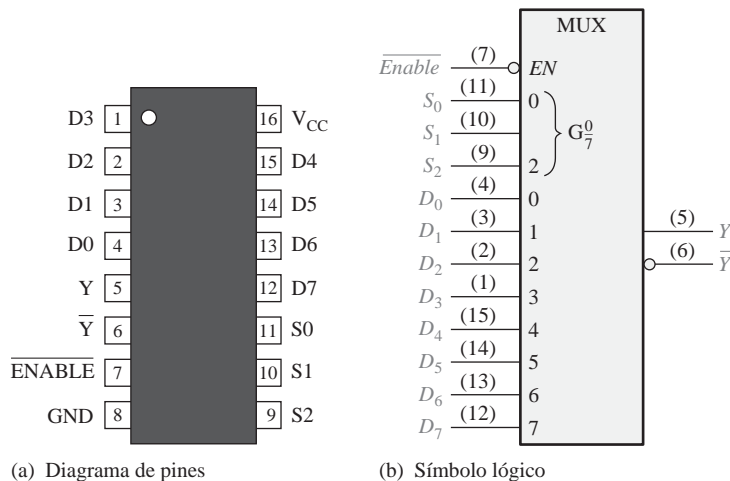 D3 1 16 V_CC
D2 2 15 D4
D1 3 14 D5
D0 4 13 D6
Y 5 12 D7
Y̅ 6 11 S0
E̅N̅A̅B̅L̅E̅ 7 10 S1
GND 8 9 S2
(a) Diagrama de pines
MUX
E̅n̅a̅b̅l̅e̅ (7) EN
S₀ (11) 0
S₁ (10) G 0/7
S₂ (9) 2
D₀ (4) 0
D₁ (3) 1 (5) Y
D₂ (2) 2 (6) Y̅
D₃ (1) 3
D₄ (15) 4
D₅ (14) 5
D₆ (13) 6
D₇ (12) 7
(b) Símbolo lógico